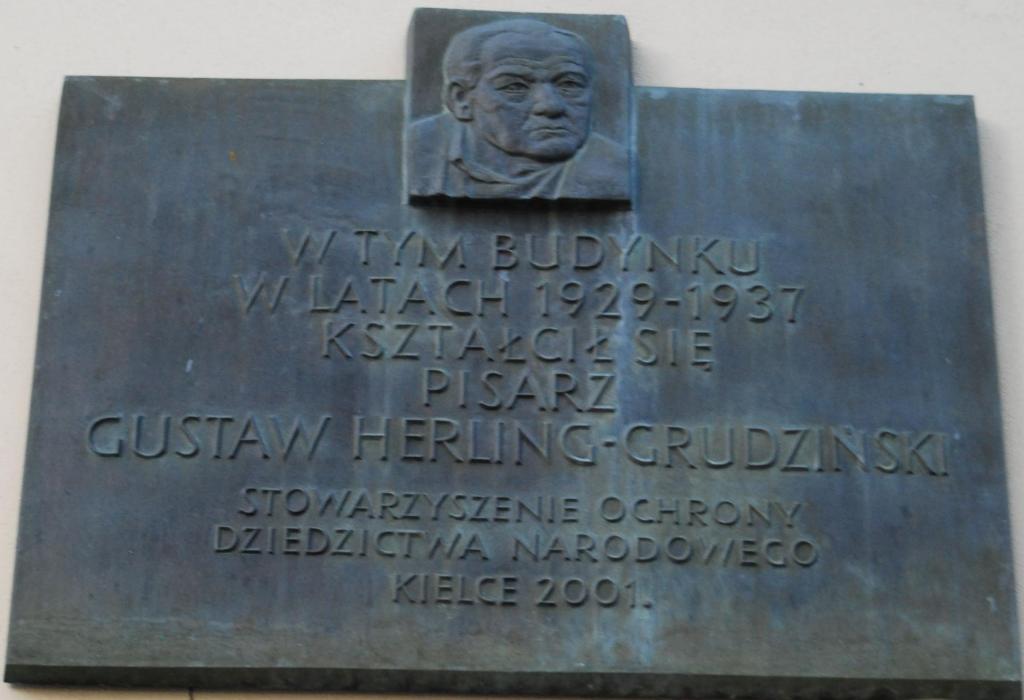 W TYM BUDYNKU
W LATACH 1929-1937
KSZTAŁCIŁ SIĘ
PISARZ
GUSTAW HERLING-GRUDZIŃSKI
STOWARZYSZENIE OCHRONY
DZIEDZICTWA NARODOWEGO
KIELCE 2001.